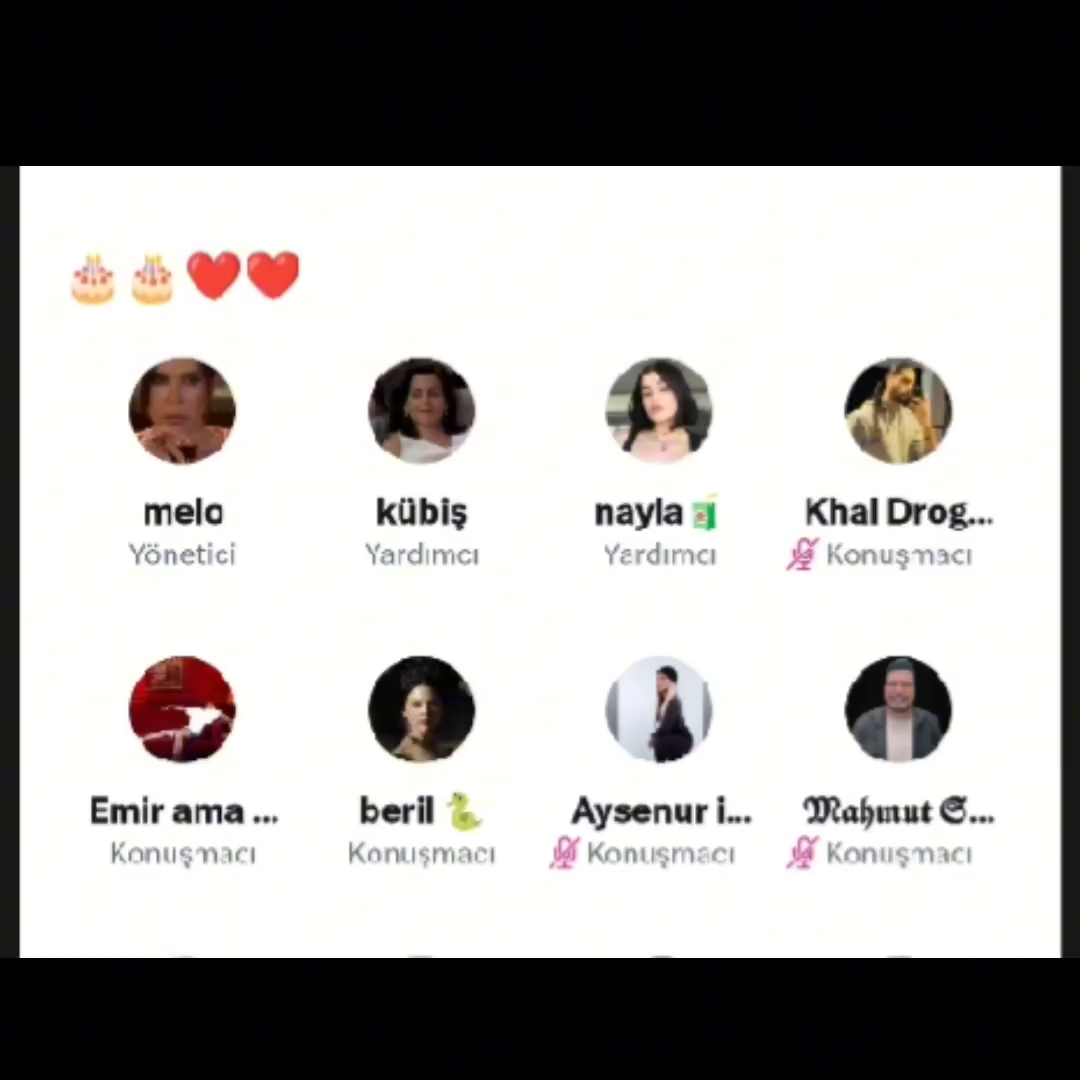 🎂🎂❤️❤️
melo
Yönetici
kübiş
Yardımcı
nayla🧃
Yardımcı
Khal Drog...
Konuşmacı
Emir ama ...
Konuşmacı
beril 🐍
Konuşmacı
Aysenur i...
Konuşmacı
𝕸𝖆𝖍𝖒𝖚𝖙 𝕾...
Konuşmacı